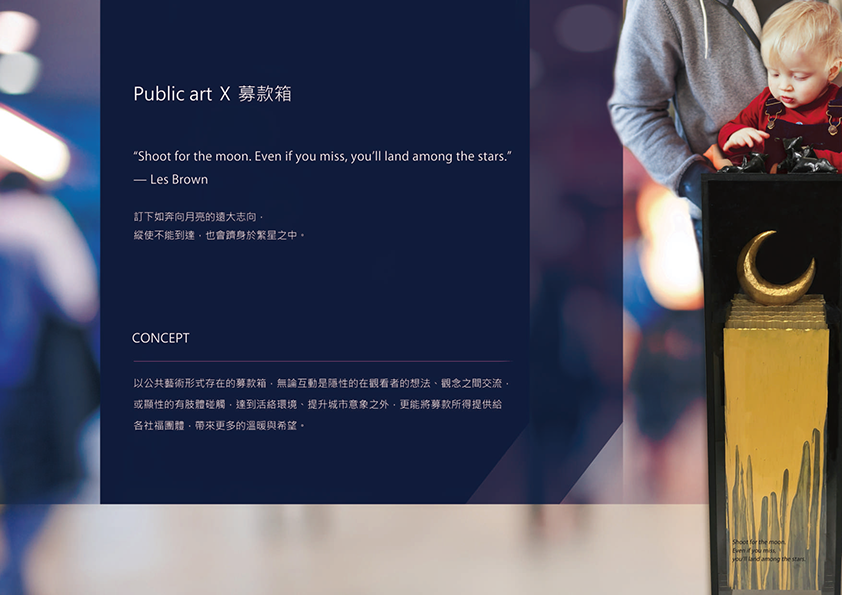 Public art X 募款箱
“Shoot for the moon. Even if you miss, you’ll land among the stars.”
— Les Brown
訂下如奔向月亮的遠大志向，
縱使不能到達，也會躋身於繁星之中。
CONCEPT
以公共藝術形式存在的募款箱，無論互動是隱性的在觀看者的想法、觀念之間交流，
或顯性的有肢體碰觸，達到活絡環境、提升城市意象之外，更能將募款所得提供給
各社福團體，帶來更多的溫暖與希望。
Shoot for the moon.
Even if you miss,
you’ll land among the stars.